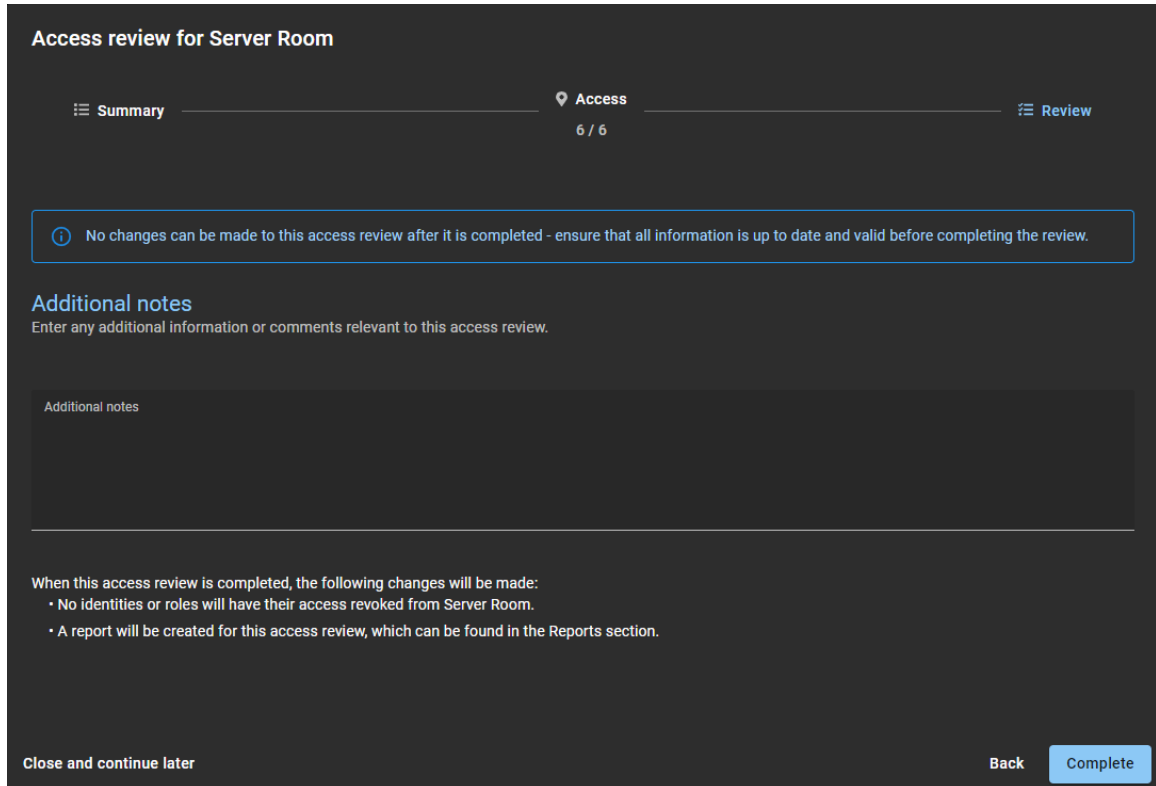 Access review for Server Room
Summary
Access
6 / 6
Review
No changes can be made to this access review after it is completed - ensure that all information is up to date and valid before completing the review.
Additional notes
Enter any additional information or comments relevant to this access review.
Additional notes
When this access review is completed, the following changes will be made:
• No identities or roles will have their access revoked from Server Room.
• A report will be created for this access review, which can be found in the Reports section.
Close and continue later
Back
Complete